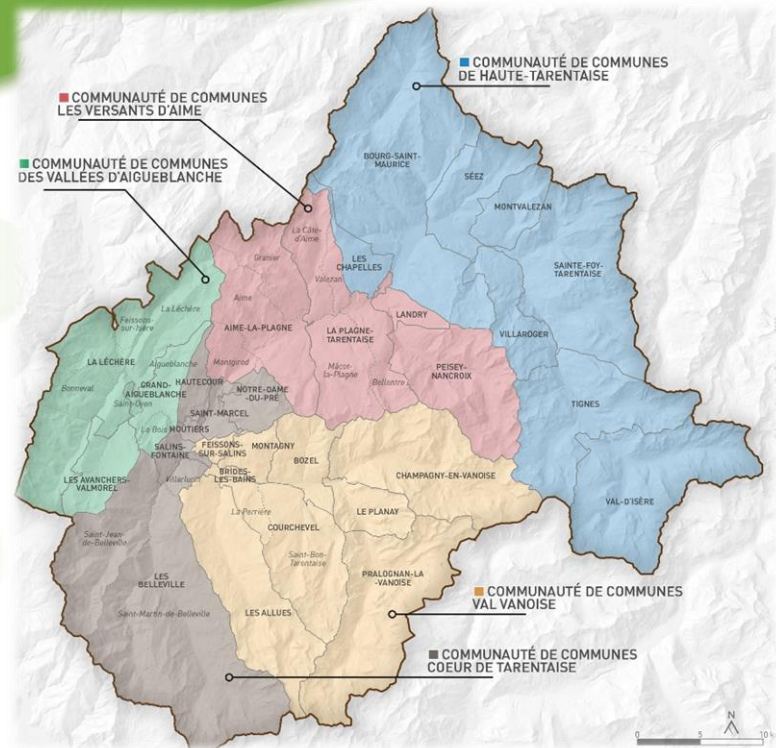 COMMUNAUTÉ DE COMMUNES
DE HAUTE-TARENTAISE
COMMUNAUTÉ DE COMMUNES
LES VERSANTS D'AIME
COMMUNAUTÉ DE COMMUNES
DES VALLÉES D'AIGUEBLANCHE
BOURG-SAINT-
MAURICE
SÉEZ
MONTVALEZAN
La Côte-
d'Aime
Granier
LES
CHAPELLES
SAINTE-FOY-
TARENTAISE
Valezan
Aime
La Léchère
Feissons-
sur-Isère
LANDRY
AIME-LA-PLAGNE
LA PLAGNE-
TARENTAISE
VILLAROGER
LA LÉCHÈRE
Aigueblanche
Montgirod
Mâcot-
la-Plagne
Bellentre
PEISEY-
NANCROIX
Bonneval
GRAND-
AIGUEBLANCHE
HAUTECOUR
NOTRE-DAME
-DU-PRÉ
Saint-Oyen
SAINT-MARCEL
TIGNES
Le Bois
MOÛTIERS
SALINS-
FONTAINE
FEISSONS-
SUR-SALINS
MONTAGNY
BOZEL
BRIDES-
LES-BAINS
CHAMPAGNY-EN-VANOISE
LES AVANCHERS-
VALMOREL
Villarlurin
VAL-D'ISÈRE
La Perrière
LE PLANAY
COURCHEVEL
Saint-Jean-
de-Belleville
Saint-Bon-
Tarentaise
LES
BELLEVILLE
PRALOGNAN-LA
-VANOISE
Saint-Martin-de-Belleville
LES ALLUES
COMMUNAUTÉ DE COMMUNES
VAL VANOISE
COMMUNAUTÉ DE COMMUNES
COEUR DE TARENTAISE
N
0 5 10